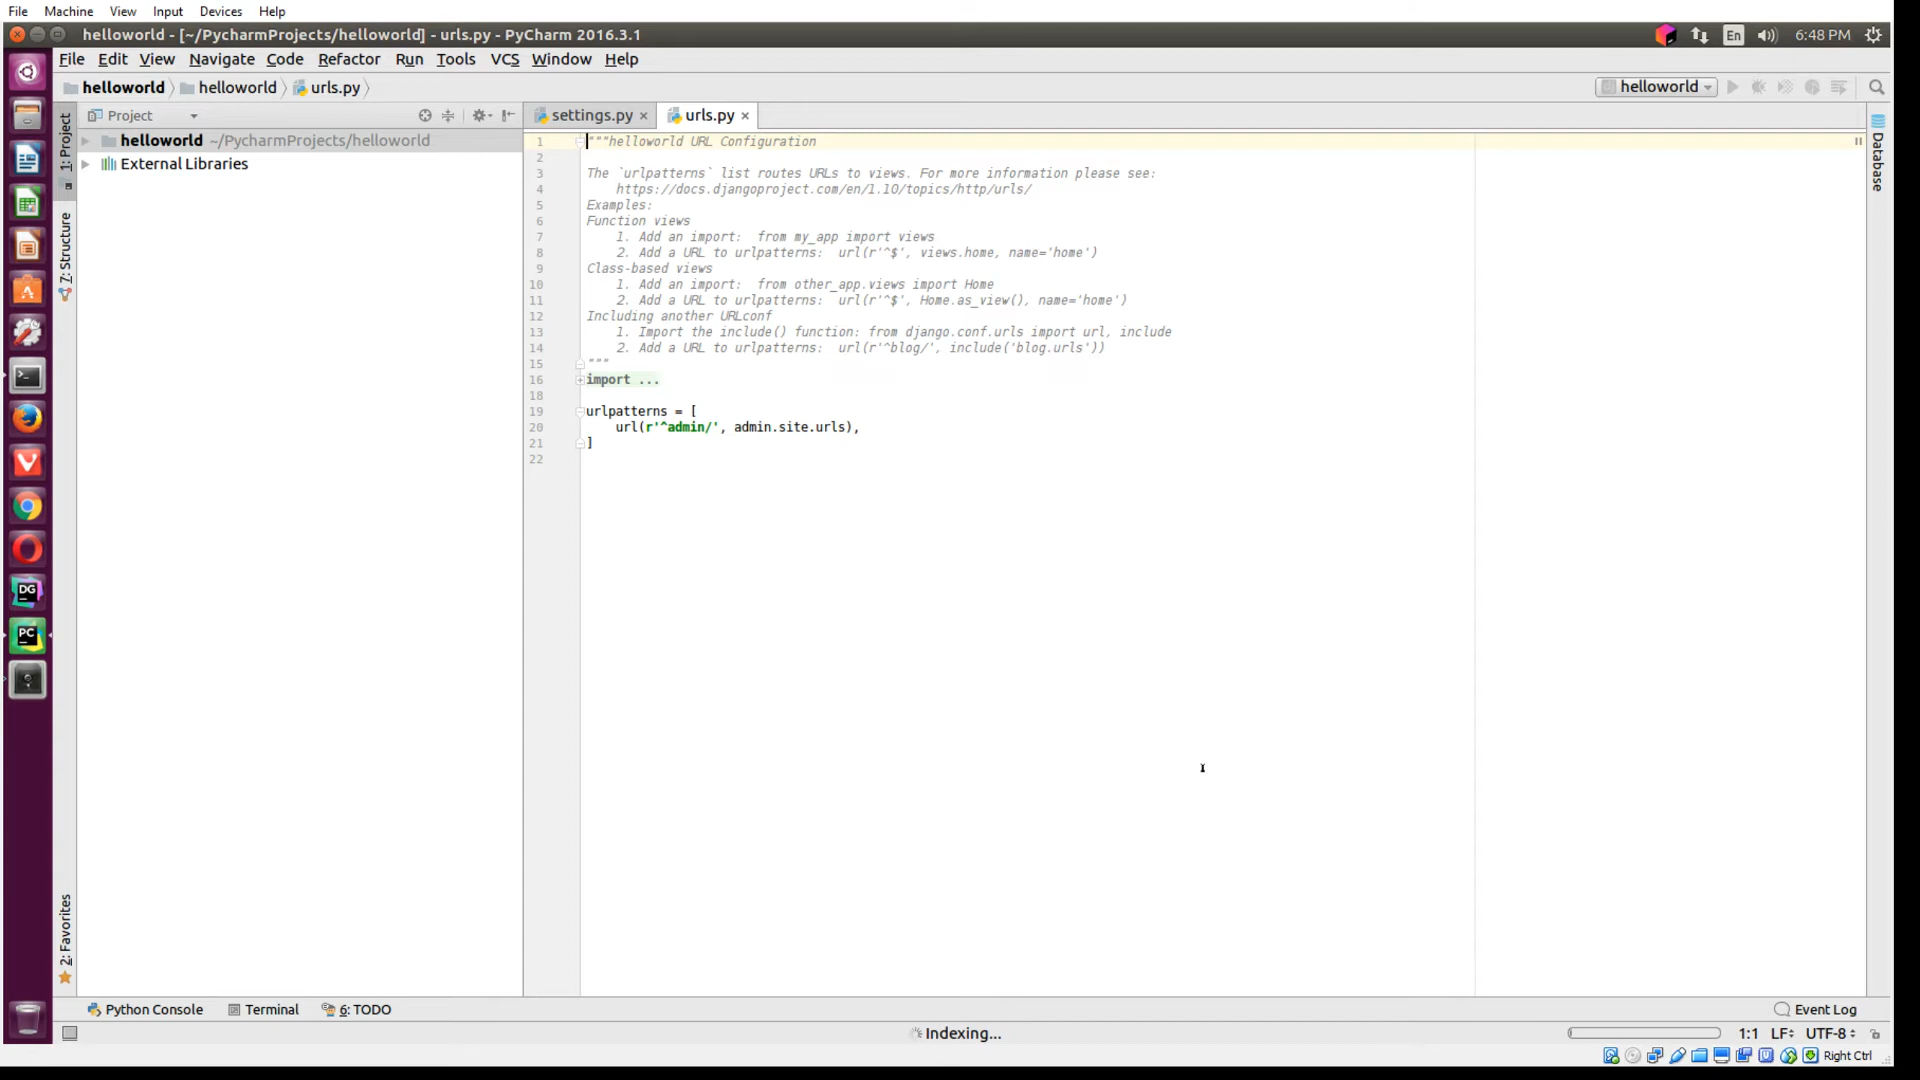 File Machine View Input Devices Help
helloworld - [~/PycharmProjects/helloworld] - urls.py - PyCharm 2016.3.1
En 6:48 PM
File Edit View Navigate Code Refactor Run Tools VCS Window Help
helloworld helloworld urls.py
helloworld
Project
settings.py urls.py
1: Project
7: Structure
2: Favorites
helloworld ~/PycharmProjects/helloworld
External Libraries
1 """helloworld URL Configuration
2
3 The `urlpatterns` list routes URLs to views. For more information please see:
4 https://docs.djangoproject.com/en/1.10/topics/http/urls/
5 Examples:
6 Function views
7 1. Add an import:  from my_app import views
8 2. Add a URL to urlpatterns:  url(r'^$', views.home, name='home')
9 Class-based views
10 1. Add an import:  from other_app.views import Home
11 2. Add a URL to urlpatterns:  url(r'^$', Home.as_view(), name='home')
12 Including another URLconf
13 1. Import the include() function: from django.conf.urls import url, include
14 2. Add a URL to urlpatterns:  url(r'^blog/', include('blog.urls'))
15 """
16 import ...
18
19 urlpatterns = [
20 url(r'^admin/', admin.site.urls),
21 ]
22
Database
DG
PC
Python Console Terminal 6: TODO Event Log
Indexing... 1:1 LF UTF-8
Right Ctrl